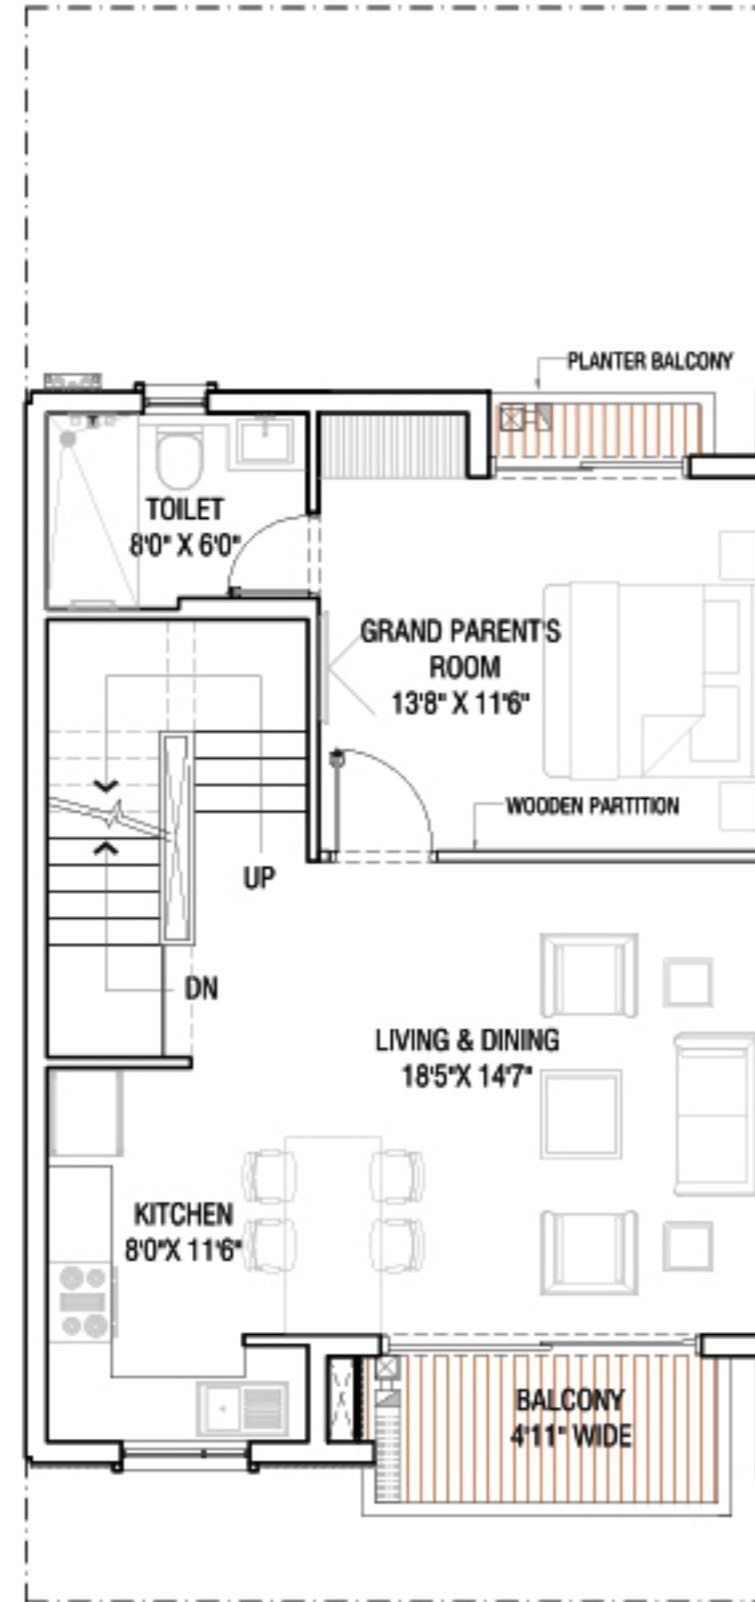 PLANTER BALCONY
TOILET
8'0" X 6'0"
GRAND PARENT'S
ROOM
13'8" X 11'6"
WOODEN PARTITION
UP
DN
LIVING & DINING
18'5"X 14'7"
KITCHEN
8'0"X 11'6"
BALCONY
4'11" WIDE